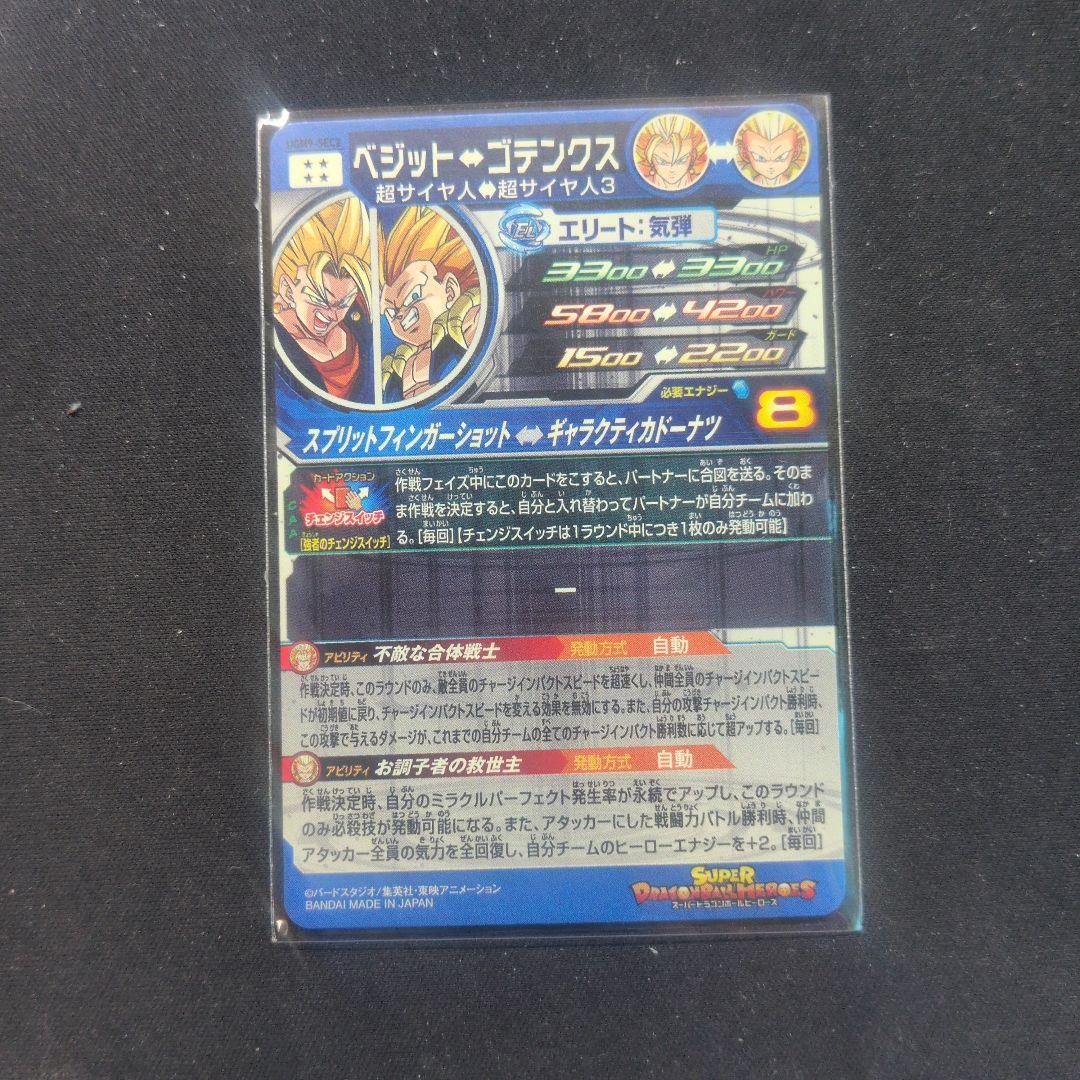 UGM9-SEC2
ベジット⇔ゴテンクス
超サイヤ人⇔超サイヤ人3
EL エリート：気弾
HP
3300⇔3300
パワー
5800⇔4200
ガード
1500⇔2200
必要エナジー 8
スプリットフィンガーショット⇔ギャラクティカドーナツ
CAA
カードアクション
チェンジスイッチ
[強者のチェンジスイッチ]
作戦フェイズ中にこのカードをこすると、パートナーに合図を送る。そのま
ま作戦を決定すると、自分と入れ替わってパートナーが自分チームに加わ
る。[毎回]【チェンジスイッチは1ラウンド中につき1枚のみ発動可能】
ー
アビリティ 不敵な合体戦士 発動方式 自動
作戦決定時、このラウンドのみ、敵全員のチャージインパクトスピードを超速くし、仲間全員のチャージインパクトスピー
ドが初期値に戻り、チャージインパクトスピードを変える効果を無効にする。また、自分の攻撃チャージインパクト勝利時、
この攻撃で与えるダメージが、これまでの自分チームの全てのチャージインパクト勝利数に応じて超アップする。[毎回]
アビリティ お調子者の救世主 発動方式 自動
作戦決定時、自分のミラクルパーフェクト発生率が永続でアップし、このラウンド
のみ必殺技が発動可能になる。また、アタッカーにした戦闘力バトル勝利時、仲間
アタッカー全員の気力を全回復し、自分チームのヒーローエナジーを+2。[毎回]
©バードスタジオ/集英社・東映アニメーション
BANDAI MADE IN JAPAN
SUPER
DRAGONBALL HEROES
スーパードラゴンボールヒーローズ